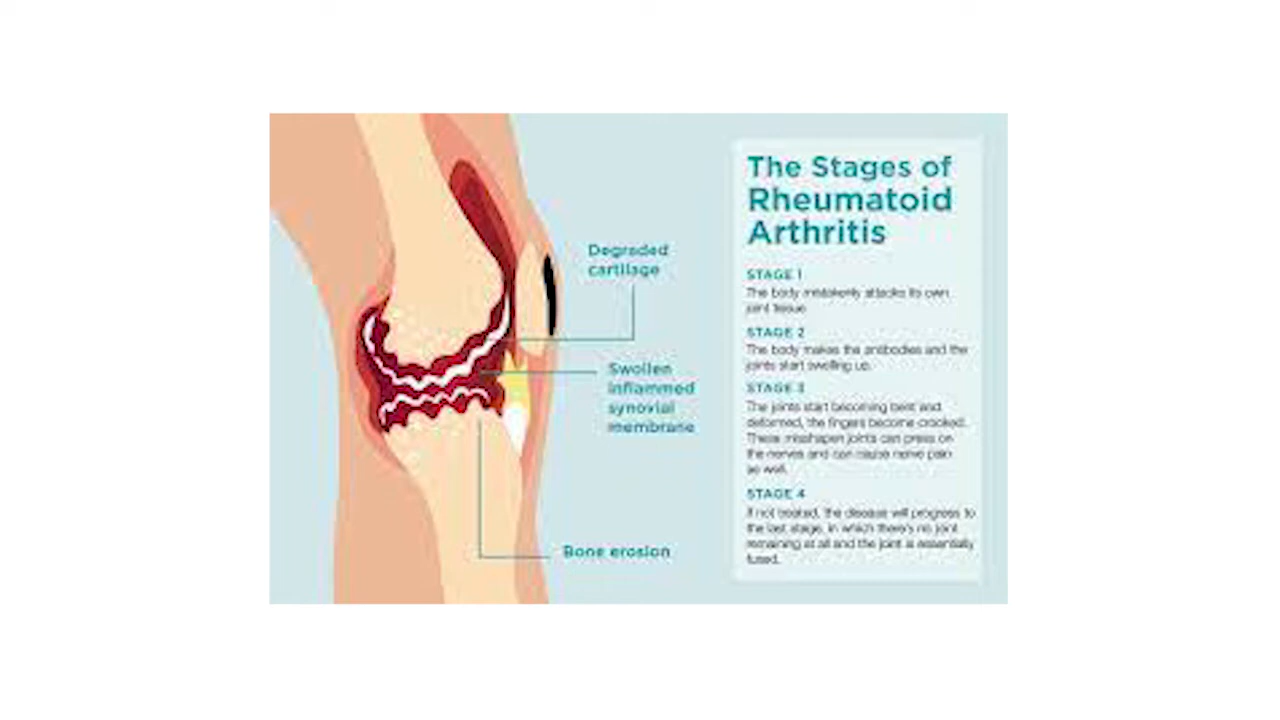 Degraded
cartilage
Swollen
inflammed
synovial
membrane
Bone erosion
The Stages of
Rheumatoid
Arthritis
STAGE 1
The body mistakenly attacks its own
joint tissue.
STAGE 2
The body makes the antibodies and the
joints start swelling up.
STAGE 3
The joints start becoming bent and
deformed, the fingers become crooked.
These misshapen joints can press on
the nerves and can cause nerve pain
as well.
STAGE 4
If not treated, the disease will progress to
the last stage, in which there's no joint
remaining at all and the joint is essentially
fused.